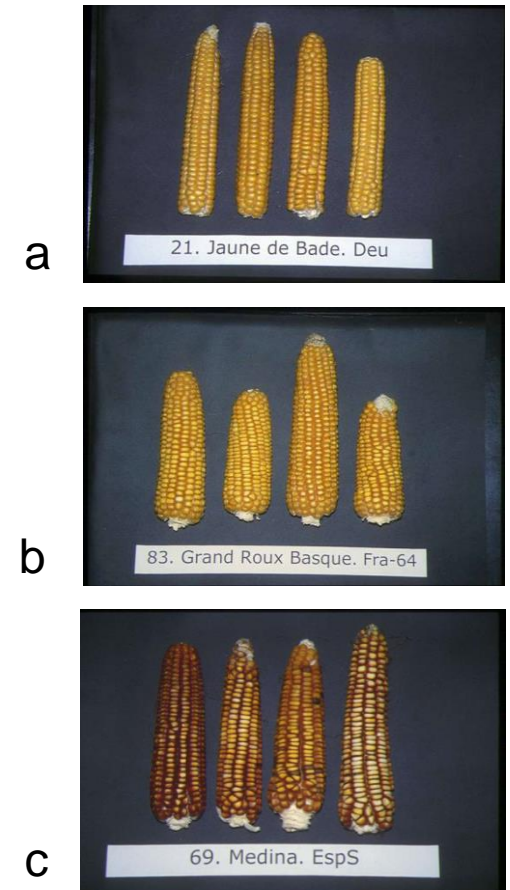 21. Jaune de Bade. Deu
a
83. Grand Roux Basque. Fra-64
b
69. Medina. EspS
c